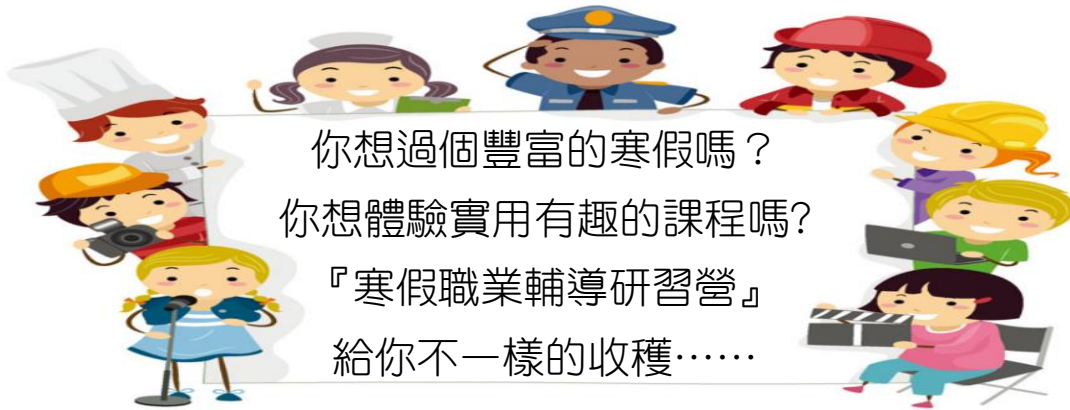 你想過個豐富的寒假嗎？
你想體驗實用有趣的課程嗎?
『寒假職業輔導研習營』
給你不一樣的收穫……